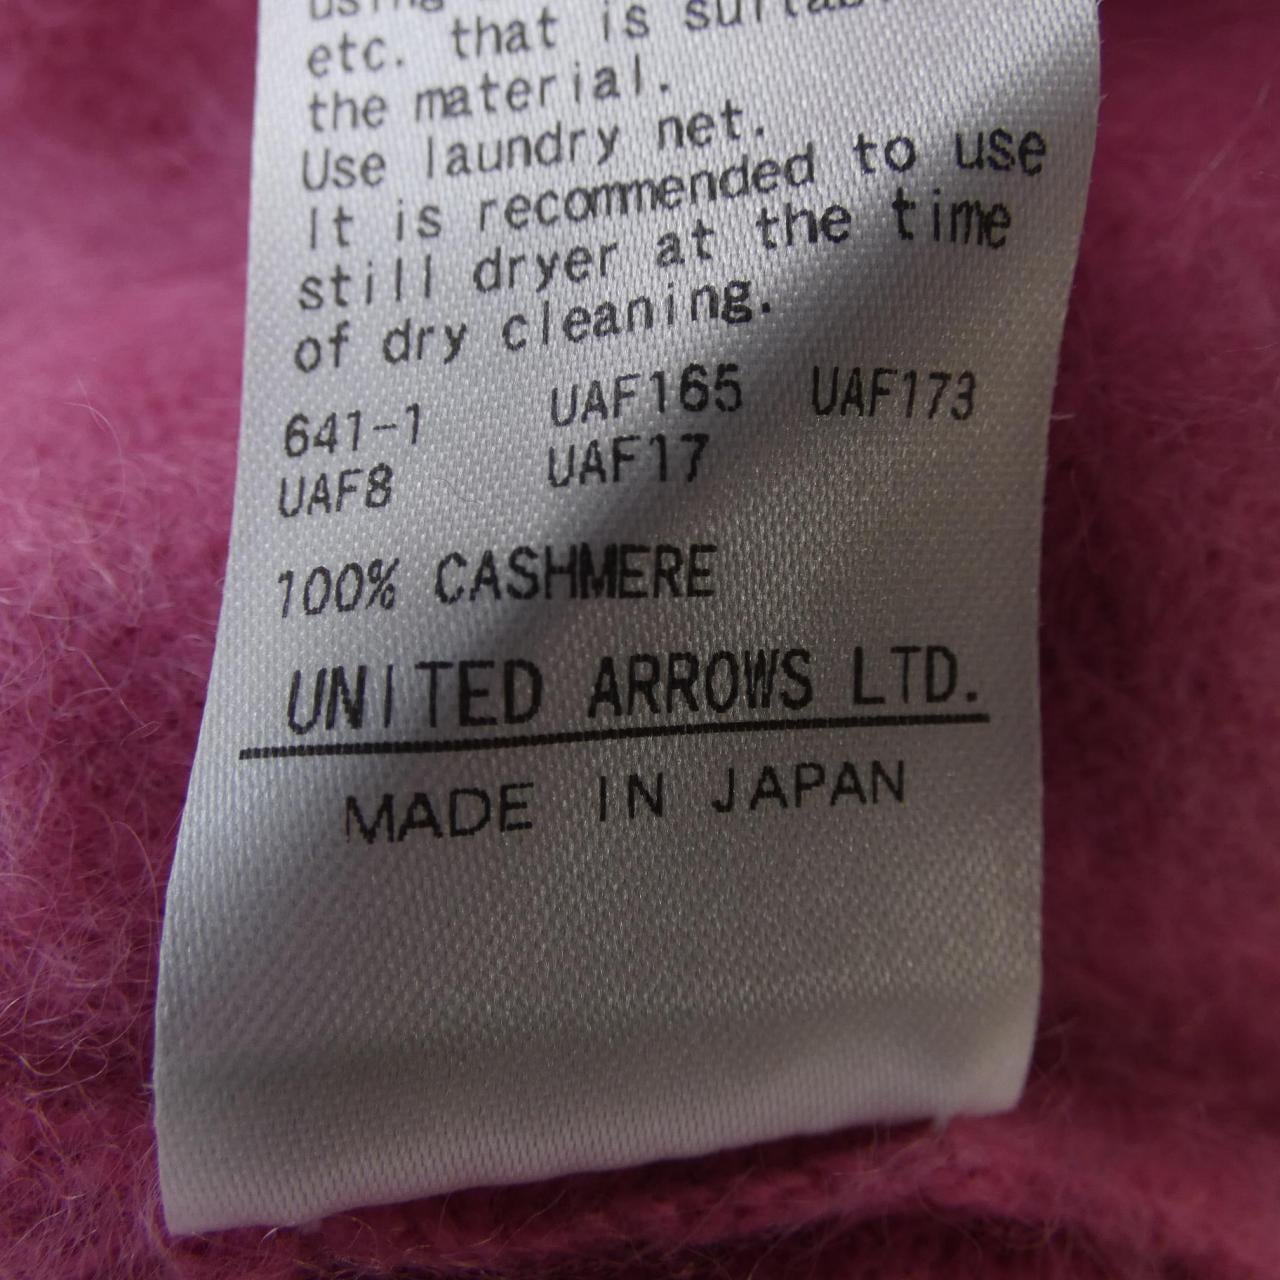 using
etc. that is
the material.
Use laundry net.
It is recommended to use
still dryer at the time
of dry cleaning.
641-1 UAF165 UAF173
UAF8 UAF17
100% CASHMERE
UNITED ARROWS LTD.
MADE IN JAPAN